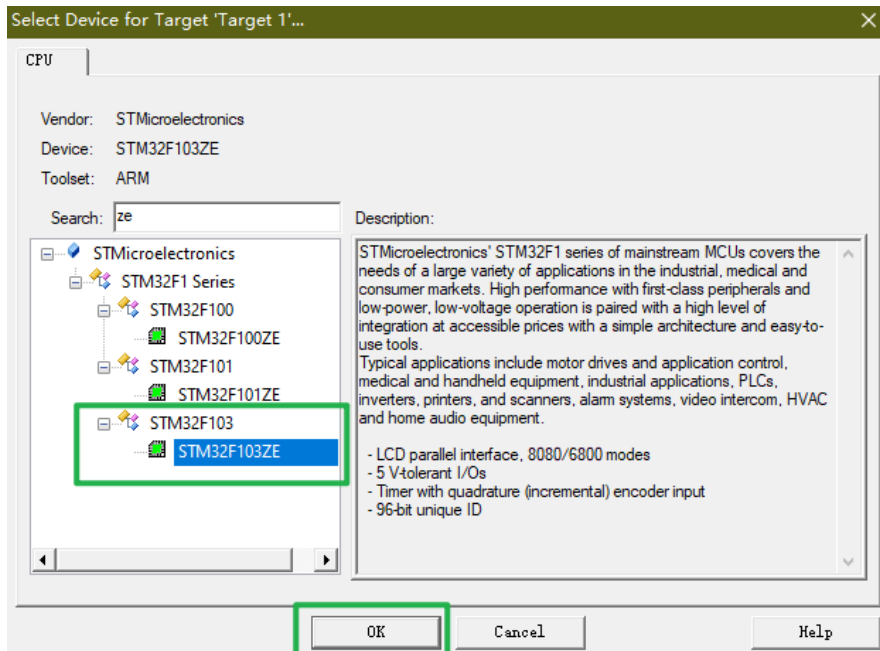 Select Device for Target 'Target 1'...
CPU
Vendor: STMicroelectronics
Device: STM32F103ZE
Toolset: ARM
Search: ze
Description:
STMicroelectronics
STM32F1 Series
STM32F100
STM32F100ZE
STM32F101
STM32F101ZE
STM32F103
STM32F103ZE
STMicroelectronics' STM32F1 series of mainstream MCUs covers the
needs of a large variety of applications in the industrial, medical and
consumer markets. High performance with first-class peripherals and
low-power, low-voltage operation is paired with a high level of
integration at accessible prices with a simple architecture and easy-to-
use tools.
Typical applications include motor drives and application control,
medical and handheld equipment, industrial applications, PLCs,
inverters, printers, and scanners, alarm systems, video intercom, HVAC
and home audio equipment.
- LCD parallel interface, 8080/6800 modes
- 5 V-tolerant I/Os
- Timer with quadrature (incremental) encoder input
- 96-bit unique ID
OK
Cancel
Help